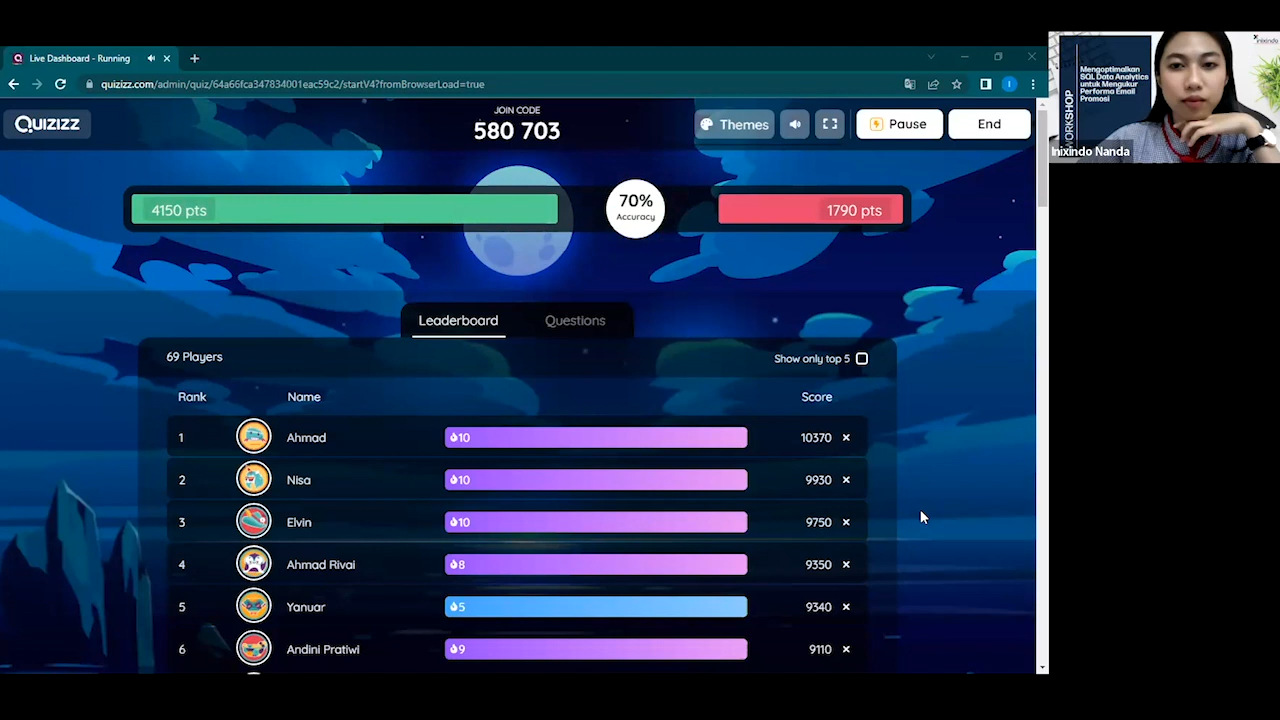 Live Dashboard - Running
quizizz.com/admin/quiz/64a66fca347834001eac59c2/startV4?fromBrowserLoad=true
QUIZIZZ
JOIN CODE
580 703
Themes
Pause
End
4150 pts
70%
Accuracy
1790 pts
Leaderboard
Questions
69 Players
Show only top 5
Rank Name Score
1 Ahmad 10 10370
2 Nisa 10 9930
3 Elvin 10 9750
4 Ahmad Rivai 8 9350
5 Yanuar 5 9340
6 Andini Pratiwi 9 9110
inixindo
WORKSHOP
Mengoptimalkan
SQL Data Analytics
untuk Mengukur
Performa Email
Promosi
Inixindo Nanda